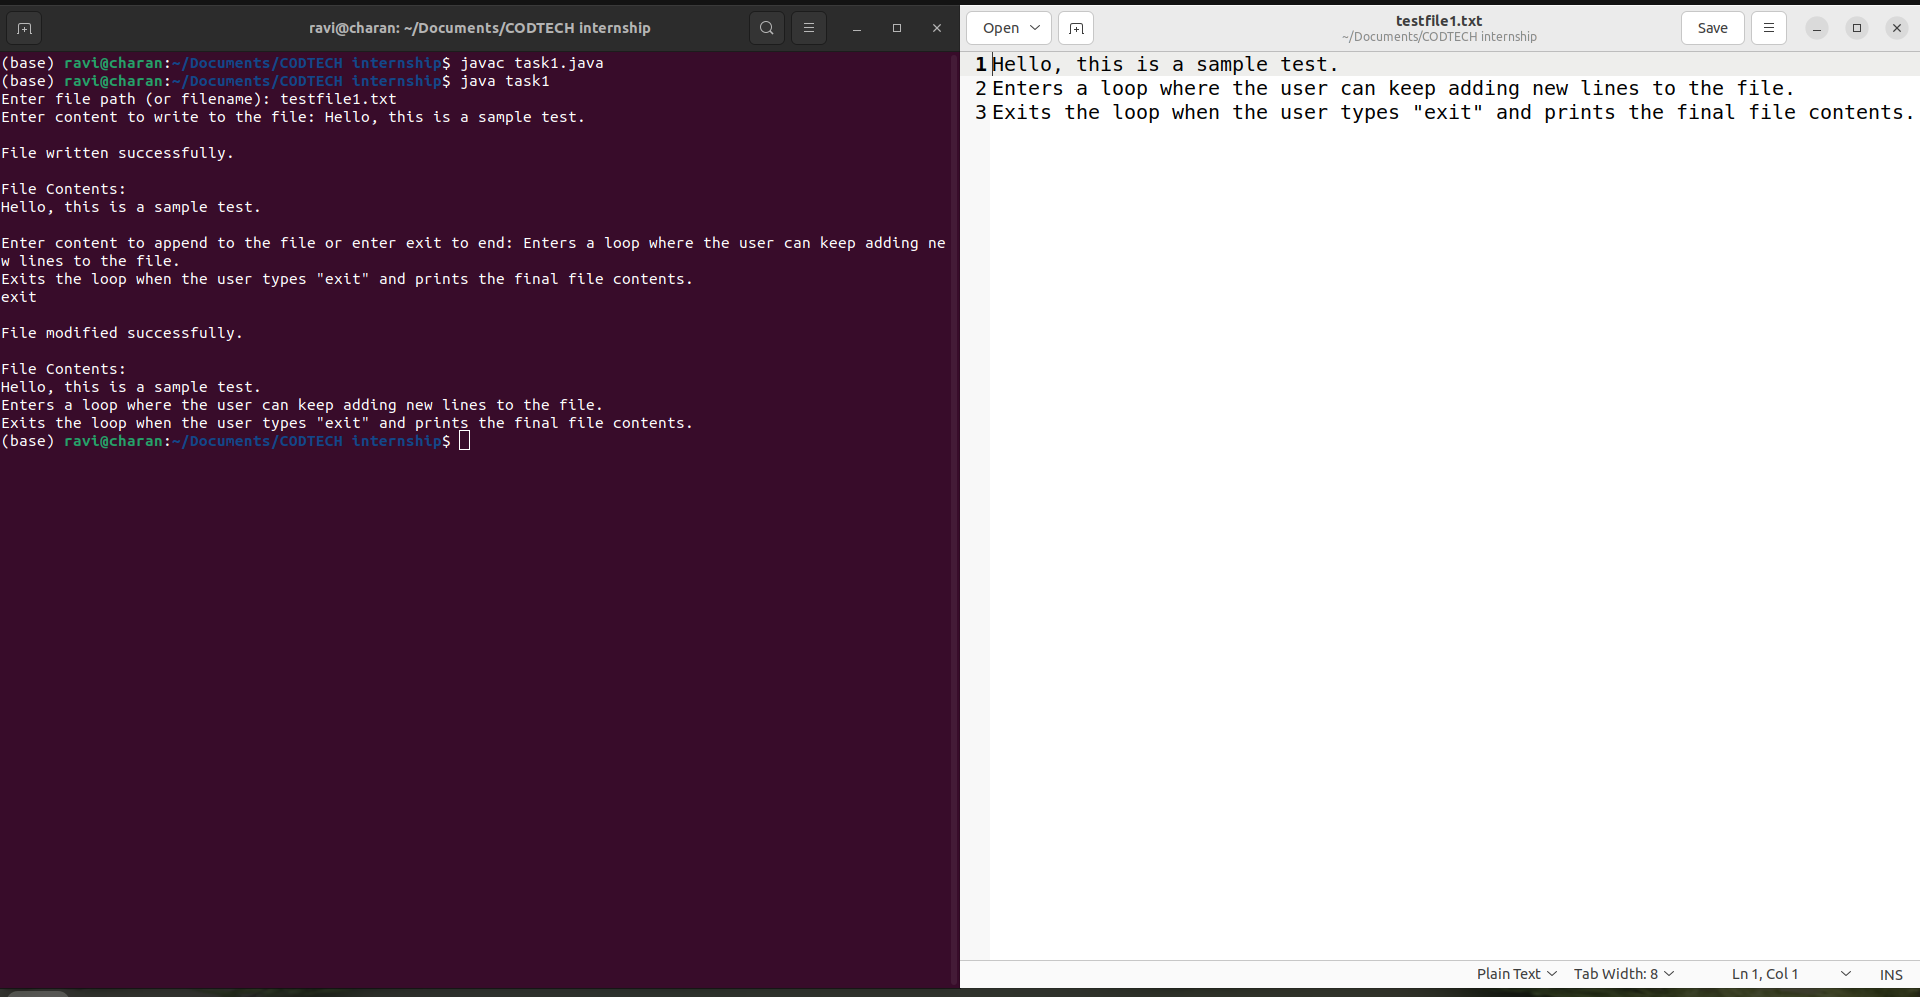 ravi@charan: ~/Documents/CODTECH internship
(base) ravi@charan:~/Documents/CODTECH internship$ javac task1.java
(base) ravi@charan:~/Documents/CODTECH internship$ java task1
Enter file path (or filename): testfile1.txt
Enter content to write to the file: Hello, this is a sample test.
File written successfully.
File Contents:
Hello, this is a sample test.
Enter content to append to the file or enter exit to end: Enters a loop where the user can keep adding ne
w lines to the file.
Exits the loop when the user types "exit" and prints the final file contents.
exit
File modified successfully.
File Contents:
Hello, this is a sample test.
Enters a loop where the user can keep adding new lines to the file.
Exits the loop when the user types "exit" and prints the final file contents.
(base) ravi@charan:~/Documents/CODTECH internship$
Open
testfile1.txt
~/Documents/CODTECH internship
Save
1 Hello, this is a sample test.
2 Enters a loop where the user can keep adding new lines to the file.
3 Exits the loop when the user types "exit" and prints the final file contents.
Plain Text Tab Width: 8 Ln 1, Col 1 INS